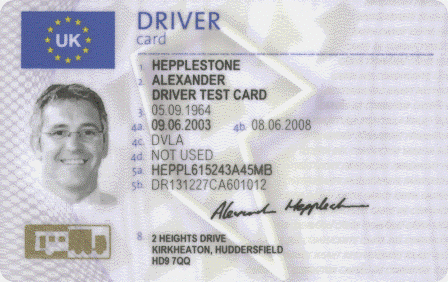 UK
DRIVER
card
1. HEPPLESTONE
2. ALEXANDER
DRIVER TEST CARD
3. 05.09.1964
4a. 09.06.2003 4b 08.06.2008
4c. DVLA
4d. NOT USED
5a. HEPPL615243A45MB
5b. DR131227CA601012
Alexander Hepplestone
8. 2 HEIGHTS DRIVE
KIRKHEATON, HUDDERSFIELD
HD9 7QQ